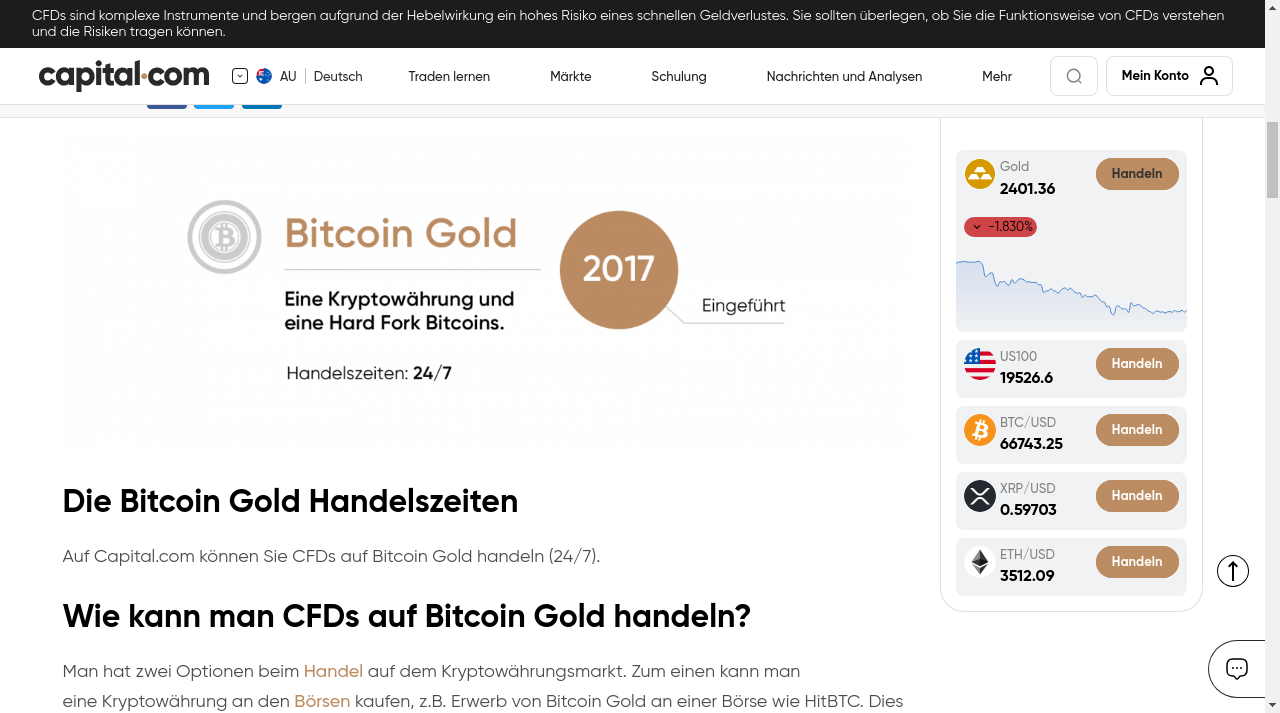 CFDs sind komplexe Instrumente und bergen aufgrund der Hebelwirkung ein hohes Risiko eines schnellen Geldverlustes. Sie sollten überlegen, ob Sie die Funktionsweise von CFDs verstehen
und die Risiken tragen können.
capital.com
AU
Deutsch
Traden lernen
Märkte
Schulung
Nachrichten und Analysen
Mehr
Mein Konto
Bitcoin Gold
2017
Eine Kryptowährung und
eine Hard Fork Bitcoins.
Eingeführt
Handelszeiten: 24/7
Die Bitcoin Gold Handelszeiten
Auf Capital.com können Sie CFDs auf Bitcoin Gold handeln (24/7).
Wie kann man CFDs auf Bitcoin Gold handeln?
Man hat zwei Optionen beim Handel auf dem Kryptowährungsmarkt. Zum einen kann man
eine Kryptowährung an den Börsen kaufen, z.B. Erwerb von Bitcoin Gold an einer Börse wie HitBTC. Dies
Gold
2401.36
Handeln
-1.830%
US100
19526.6
Handeln
BTC/USD
66743.25
Handeln
XRP/USD
0.59703
Handeln
ETH/USD
3512.09
Handeln